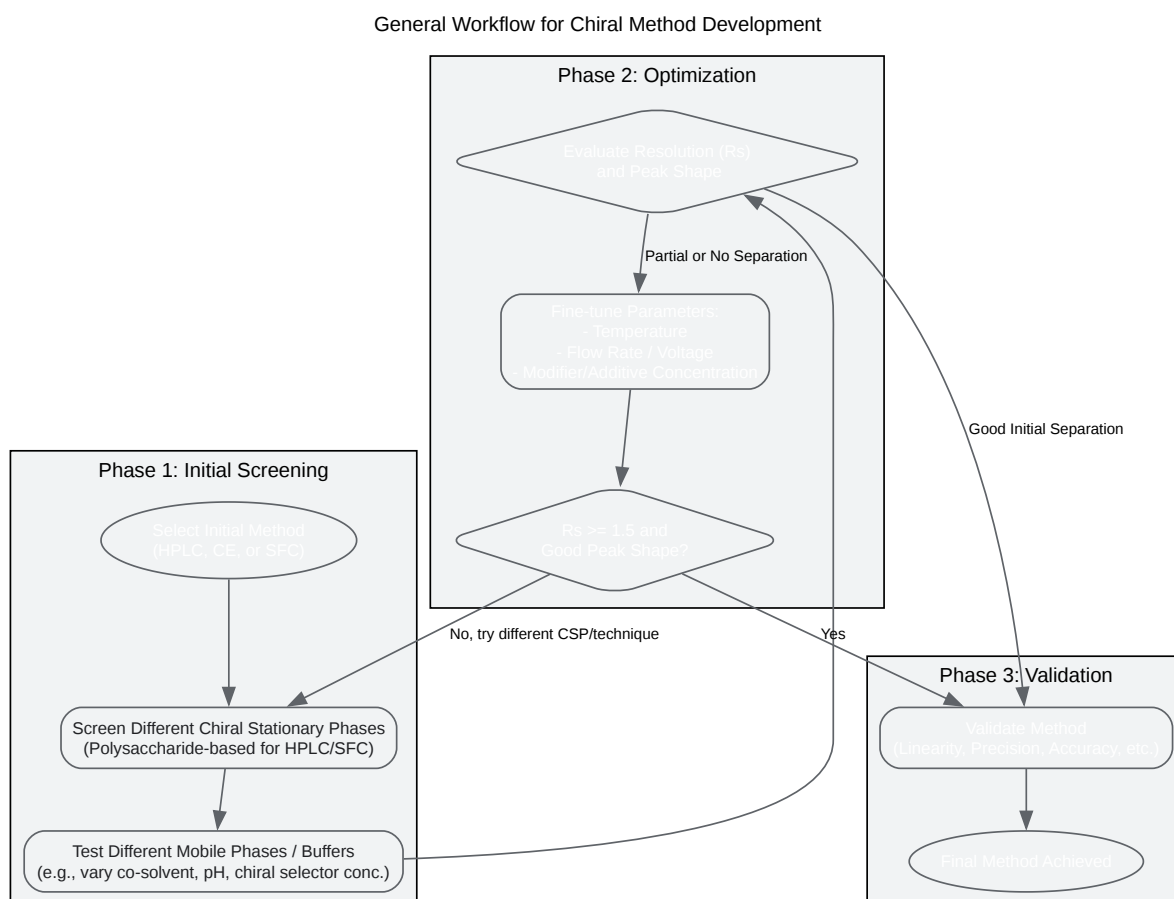 General Workflow for Chiral Method Development
Phase 2: Optimization
Evaluate Resolution (Rs)
and Peak Shape
Partial or No Separation
Fine-tune Parameters:
- Temperature
- Flow Rate / Voltage
- Modifier/Additive Concentration
Good Initial Separation
Rs >= 1.5 and
Good Peak Shape?
No, try different CSP/technique
Yes
Phase 1: Initial Screening
Select Initial Method
(HPLC, CE, or SFC)
Screen Different Chiral Stationary Phases
(Polysaccharide-based for HPLC/SFC)
Test Different Mobile Phases / Buffers
(e.g., vary co-solvent, pH, chiral selector conc.)
Phase 3: Validation
Validate Method
(Linearity, Precision, Accuracy, etc.)
Final Method Achieved